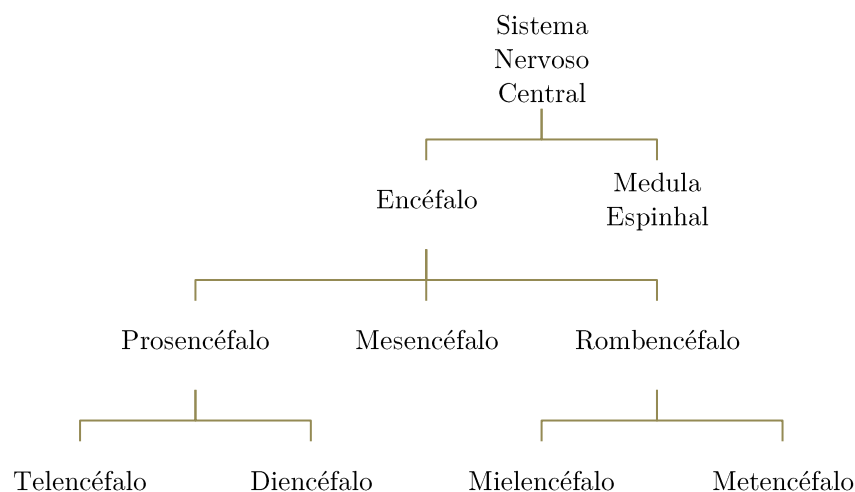 Sistema
Nervoso
Central
Encéfalo
Medula
Espinhal
Prosencéfalo
Mesencéfalo
Rombencéfalo
Telencéfalo
Diencéfalo
Mielencéfalo
Metencéfalo